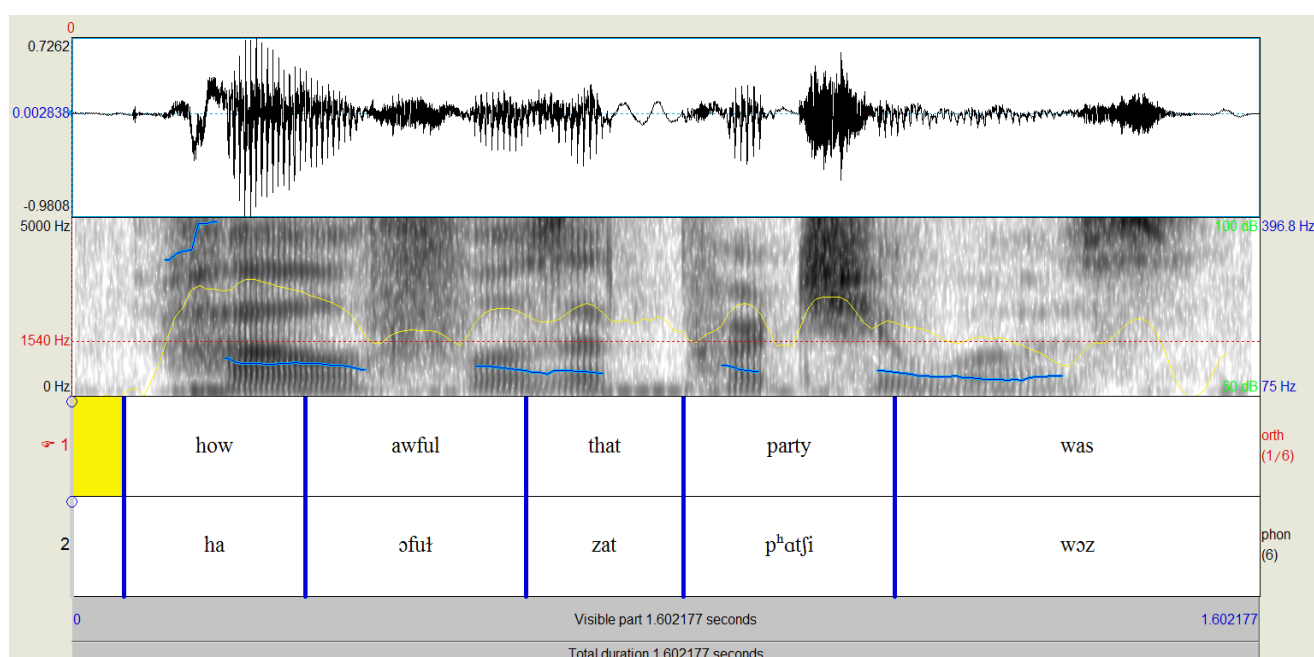 0
0.7262
0.002838
-0.9808
5000 Hz 100 dB 396.8 Hz
1540 Hz
0 Hz 50 dB 75 Hz
☞ 1 how awful that party was orth (1/6)
2 ha ɔfuɫ zat pʰɑtʃi wɔz phon (6)
0 Visible part 1.602177 seconds 1.602177
Total duration 1.602177 seconds